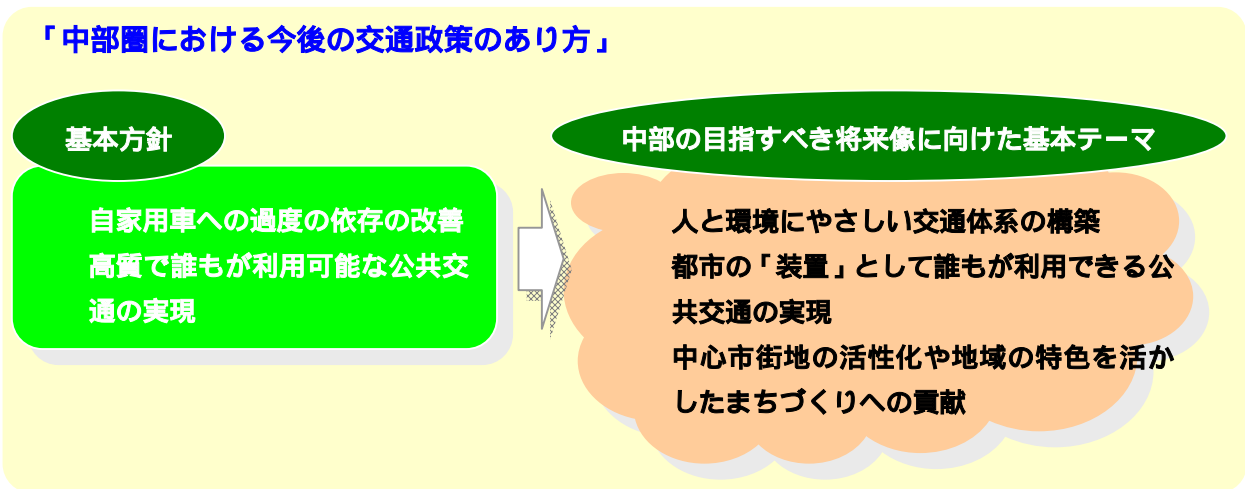 「中部圏における今後の交通政策のあり方」
基本方針
自家用車への過度の依存の改善
高質で誰もが利用可能な公共交
通の実現
中部の目指すべき将来像に向けた基本テーマ
人と環境にやさしい交通体系の構築
都市の「装置」として誰もが利用できる公
共交通の実現
中心市街地の活性化や地域の特色を活か
したまちづくりへの貢献